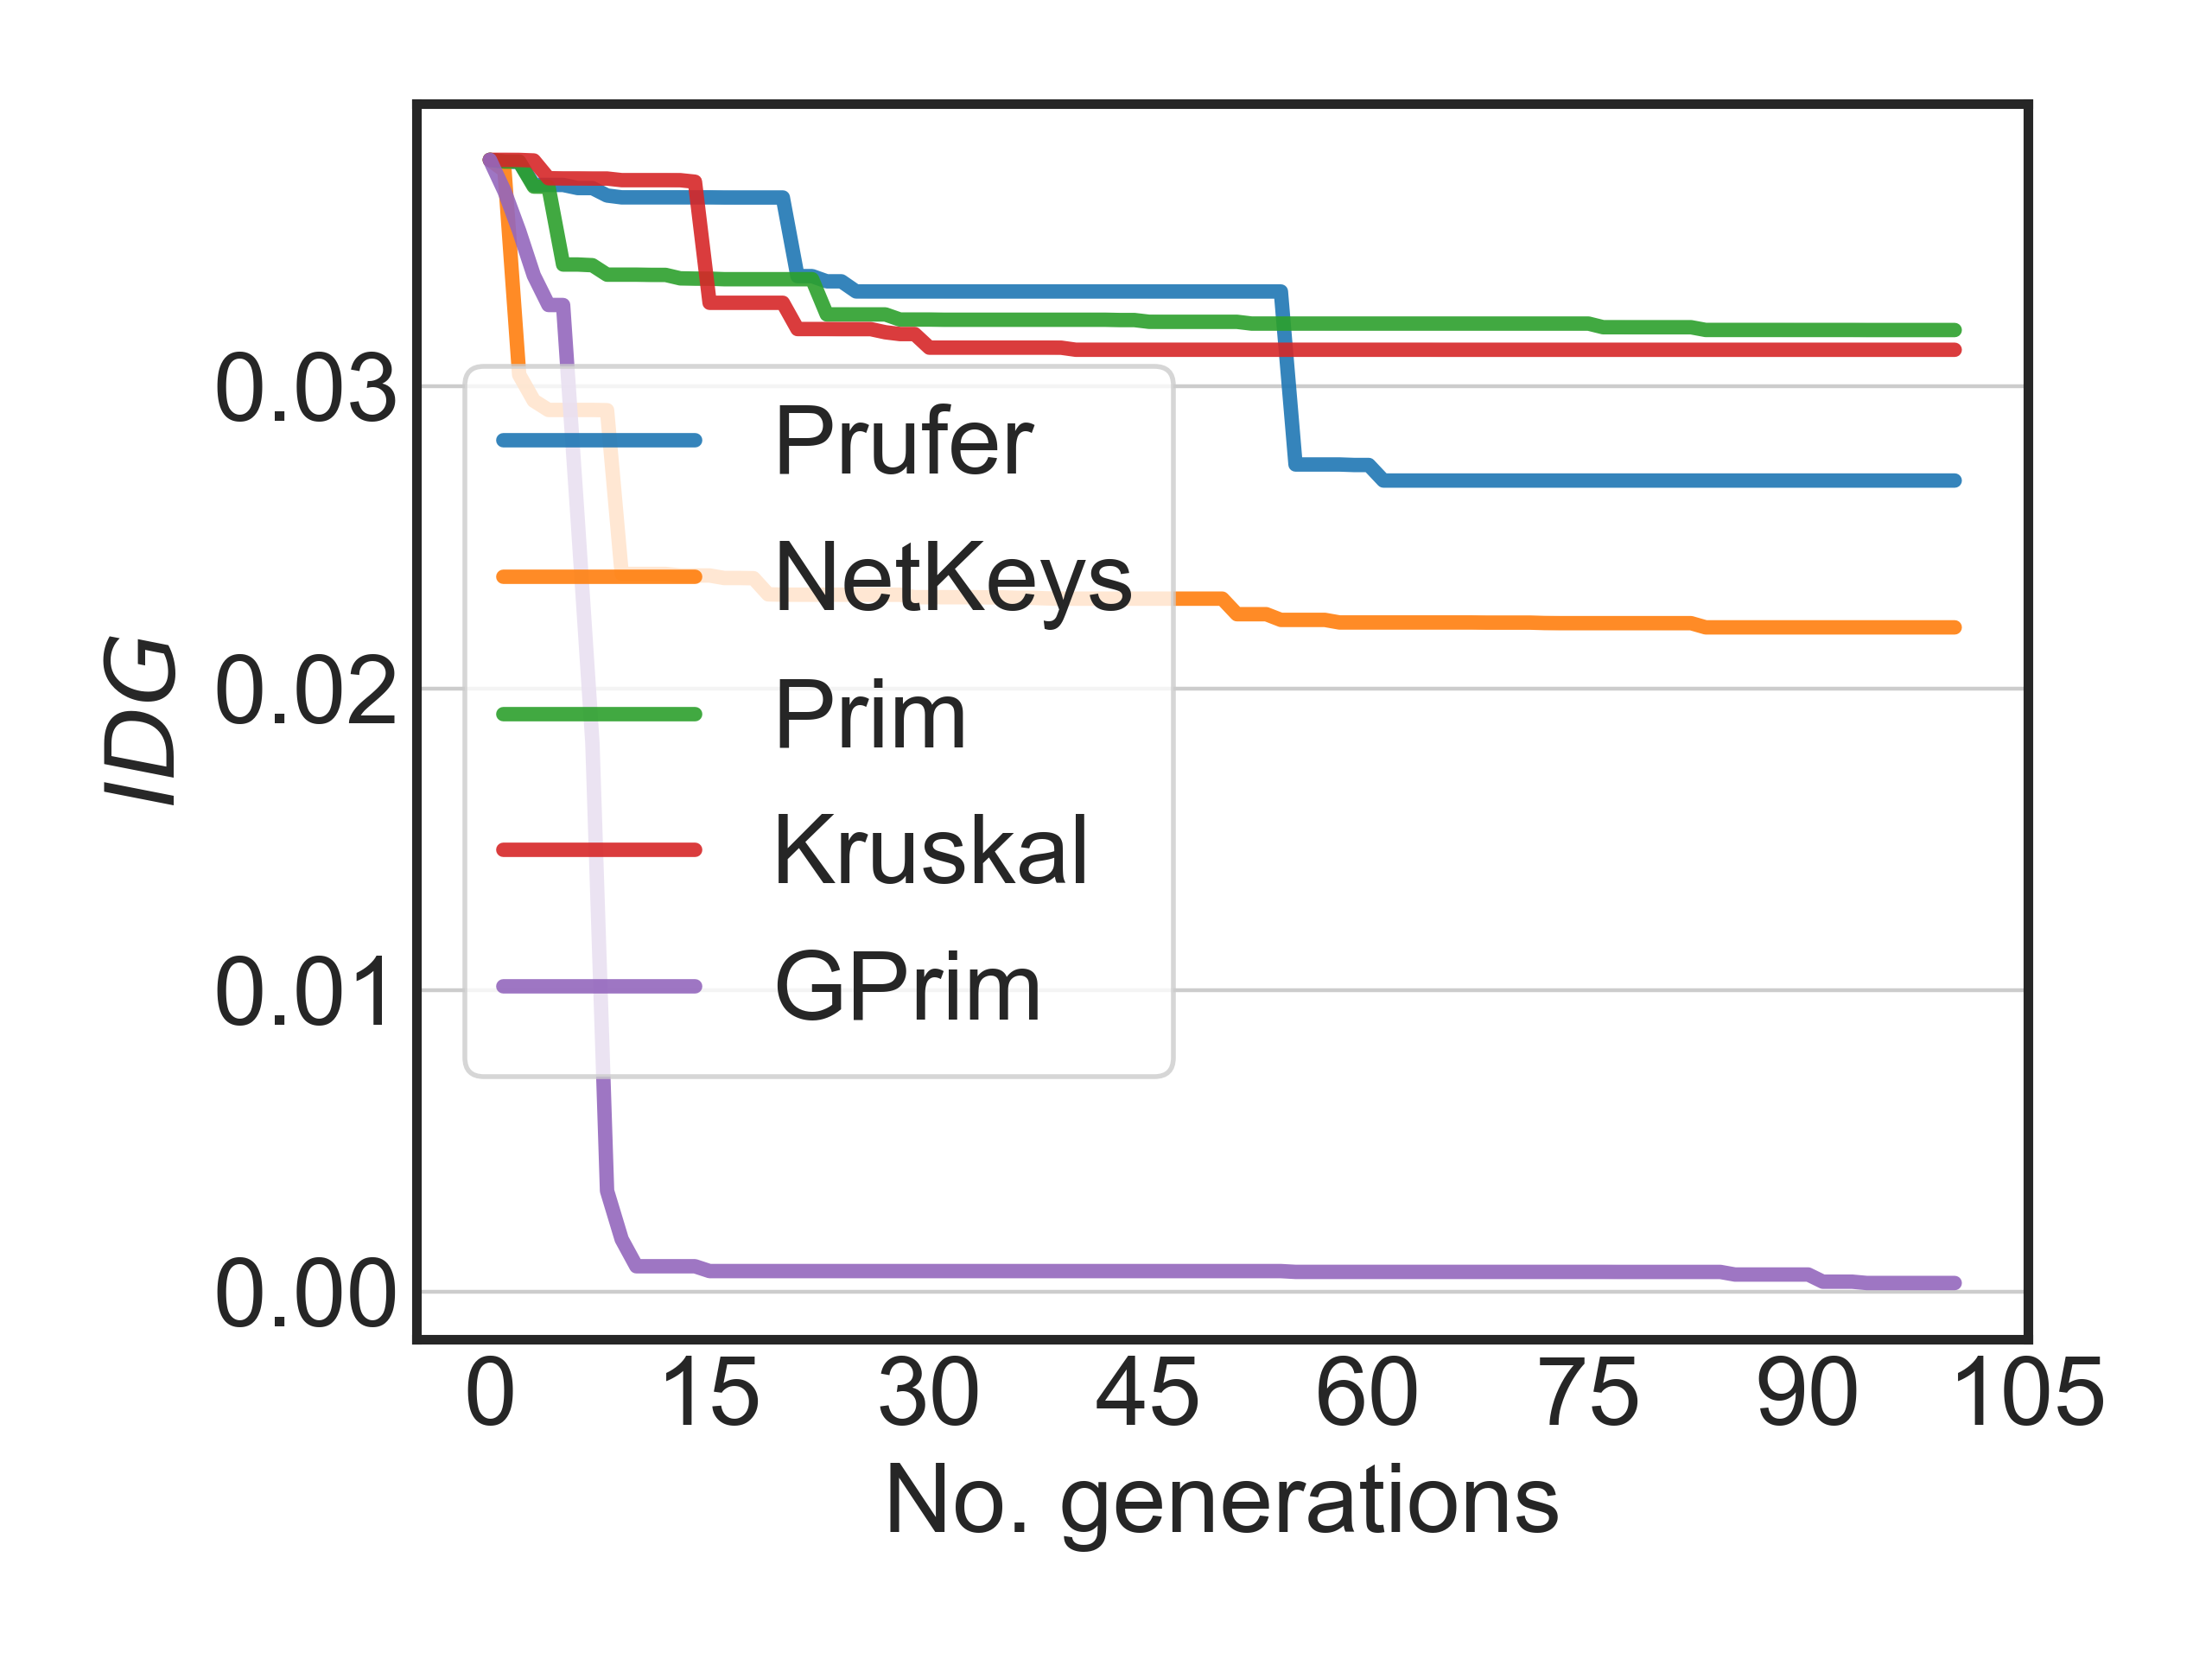 IDG
0.03
0.02
0.01
0.00
Prufer
NetKeys
Prim
Kruskal
GPrim
0 15 30 45 60 75 90 105
No. generations